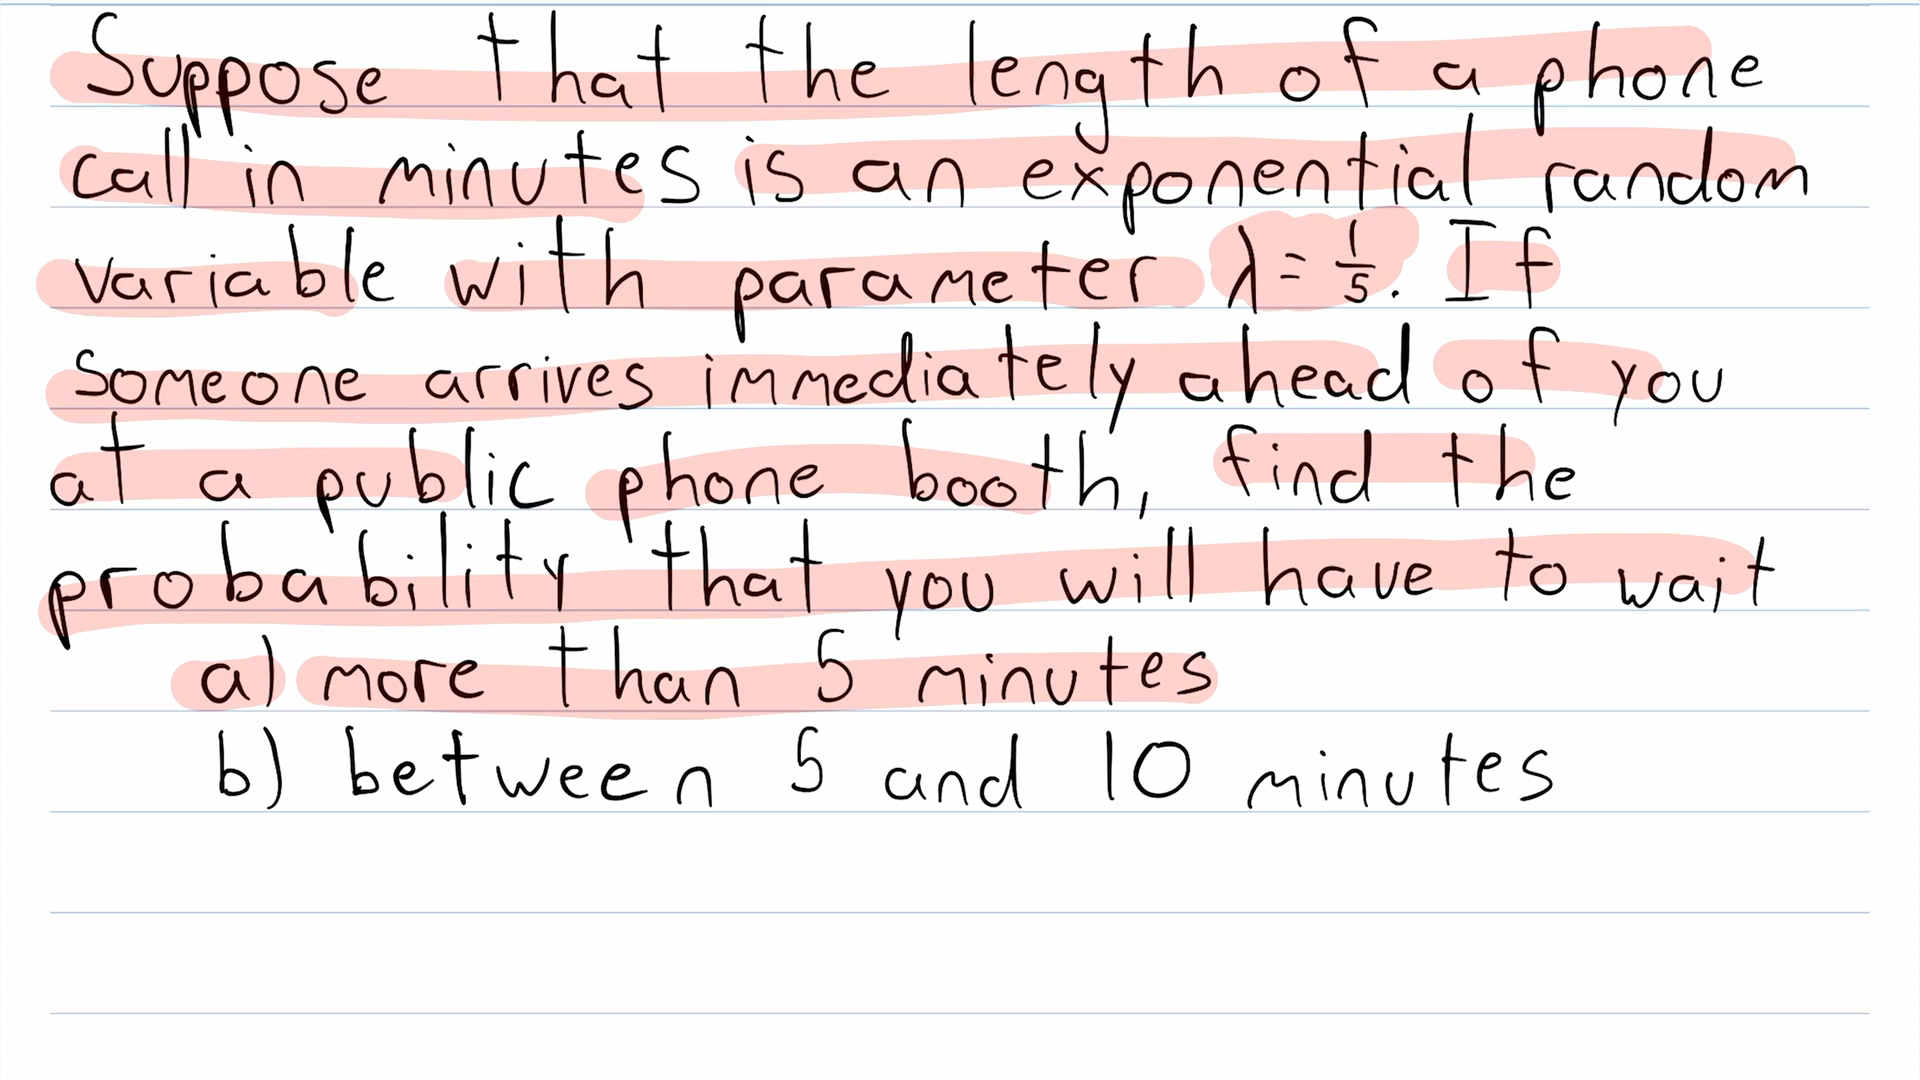 Suppose that the length of a phone
call in minutes is an exponential random
variable with parameter λ = 1/5. If
someone arrives immediately ahead of you
at a public phone booth, find the
probability that you will have to wait
a) more than 5 minutes
b) between 5 and 10 minutes